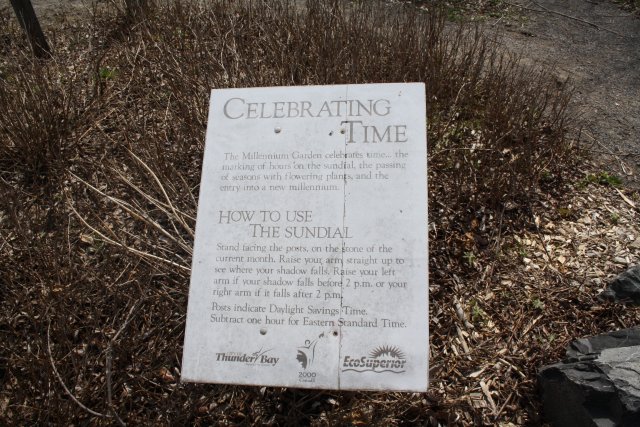 CELEBRATING
TIME
The Millennium Garden celebrates time... the
marking of hours on the sundial, the passing
of seasons with flowering plants, and the
entry into a new millennium.
HOW TO USE
THE SUNDIAL
Stand facing the posts, on the stone of the
current month. Raise your arm straight up to
see where your shadow falls. Raise your left
arm if your shadow falls before 2 p.m. or your
right arm if it falls after 2 p.m.
Posts indicate Daylight Savings Time.
Subtract one hour for Eastern Standard Time.
Thunder Bay
2000
EcoSuperior